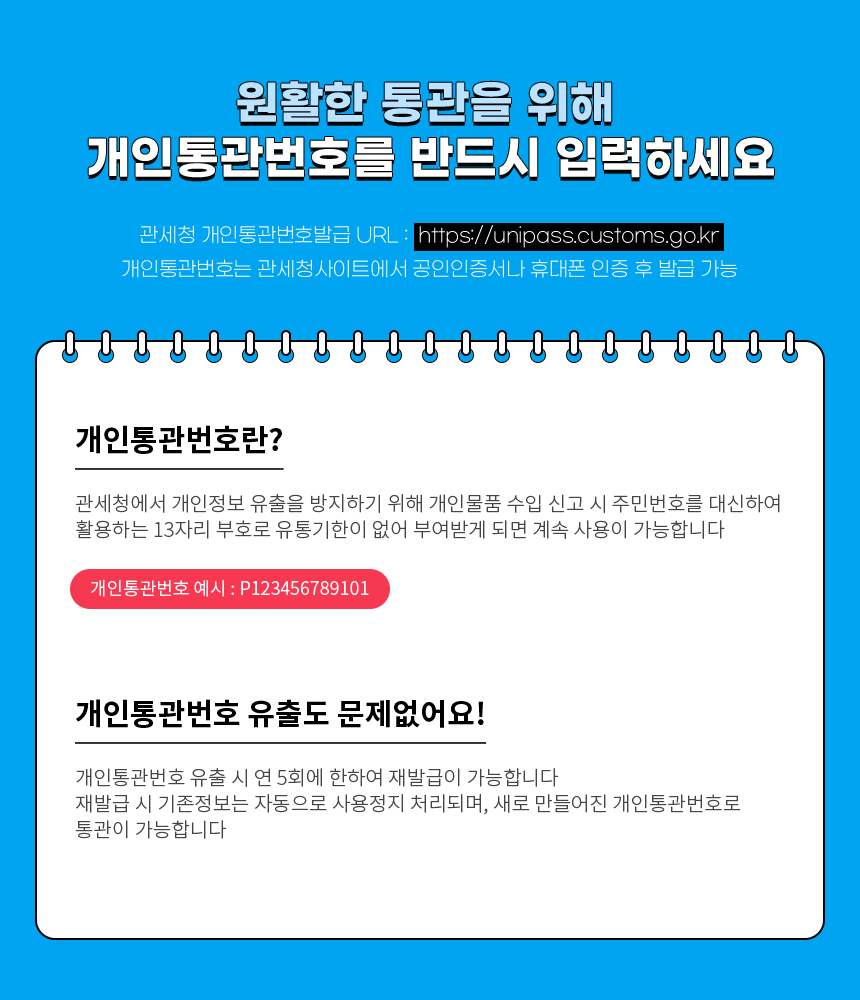 원활한 통관을 위해
개인통관번호를 반드시 입력하세요
관세청 개인통관번호발급 URL : https://unipass.customs.go.kr
개인통관번호는 관세청사이트에서 공인인증서나 휴대폰 인증 후 발급 가능
개인통관번호란?
관세청에서 개인정보 유출을 방지하기 위해 개인물품 수입 신고 시 주민번호를 대신하여
활용하는 13자리 부호로 유통기한이 없어 부여받게 되면 계속 사용이 가능합니다
개인통관번호 예시 : P123456789101
개인통관번호 유출도 문제없어요!
개인통관번호 유출 시 연 5회에 한하여 재발급이 가능합니다
재발급 시 기존정보는 자동으로 사용정지 처리되며, 새로 만들어진 개인통관번호로
통관이 가능합니다